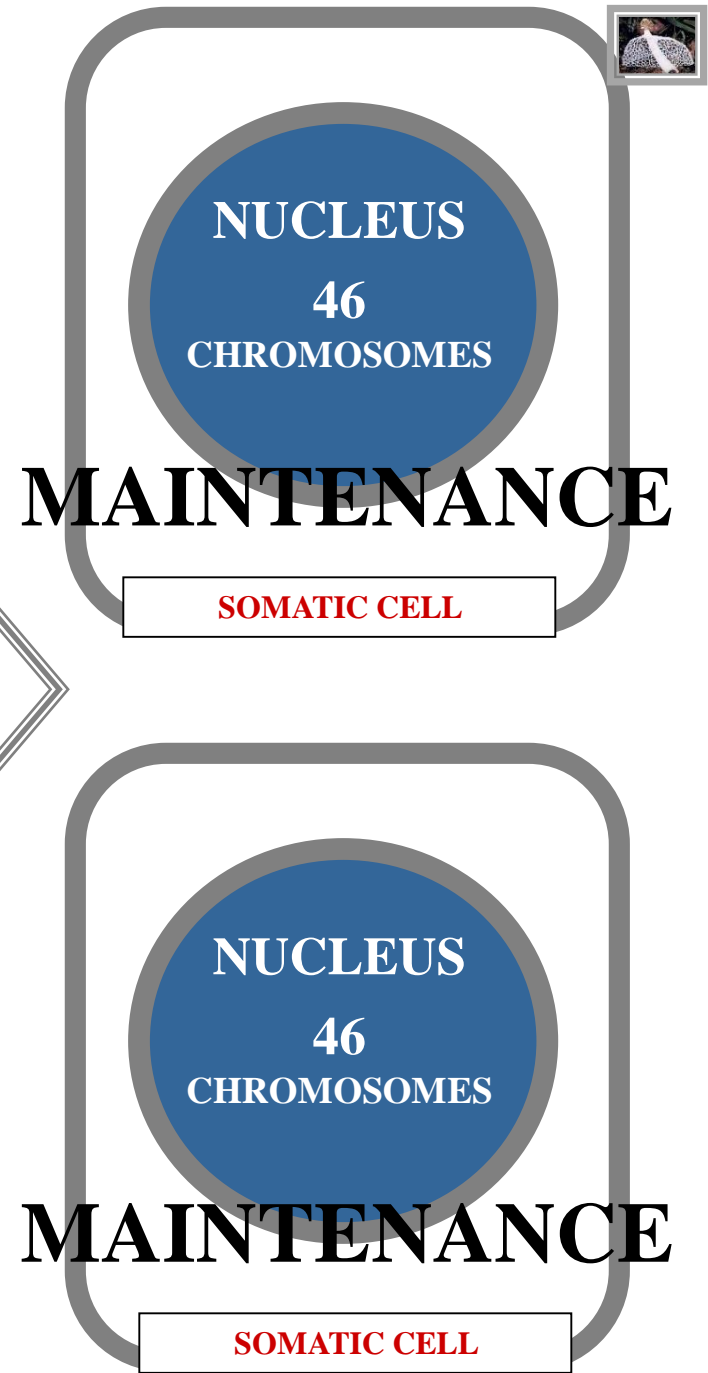 NUCLEUS
46
CHROMOSOMES
MAINTENANCE
SOMATIC CELL
NUCLEUS
46
CHROMOSOMES
MAINTENANCE
SOMATIC CELL